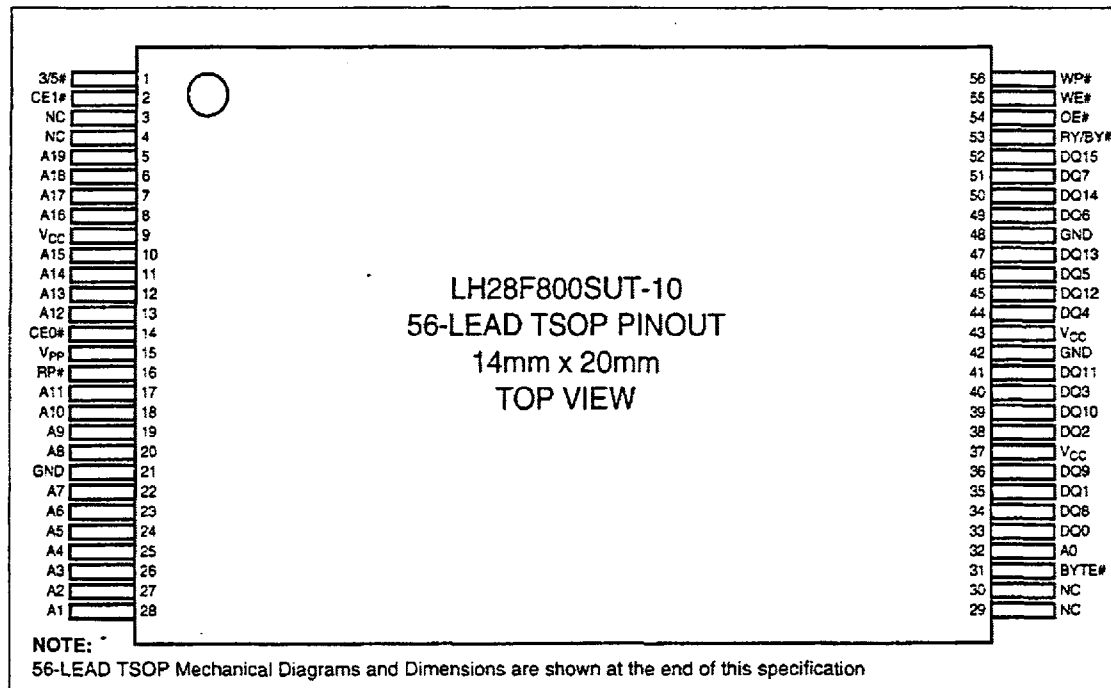 3/5# 1
CE1# 2
NC 3
NC 4
A19 5
A18 6
A17 7
A16 8
VCC 9
A15 10
A14 11
A13 12
A12 13
CE0# 14
VPP 15
RP# 16
A11 17
A10 18
A9 19
A8 20
GND 21
A7 22
A6 23
A5 24
A4 25
A3 26
A2 27
A1 28
LH28F800SUT-10
56-LEAD TSOP PINOUT
14mm x 20mm
TOP VIEW
56 WP#
55 WE#
54 OE#
53 RY/BY#
52 DQ15
51 DQ7
50 DQ14
49 DQ6
48 GND
47 DQ13
46 DQ5
45 DQ12
44 DQ4
43 VCC
42 GND
41 DQ11
40 DQ3
39 DQ10
38 DQ2
37 VCC
36 DQ9
35 DQ1
34 DQ8
33 DQ0
32 A0
31 BYTE#
30 NC
29 NC
NOTE:
56-LEAD TSOP Mechanical Diagrams and Dimensions are shown at the end of this specification